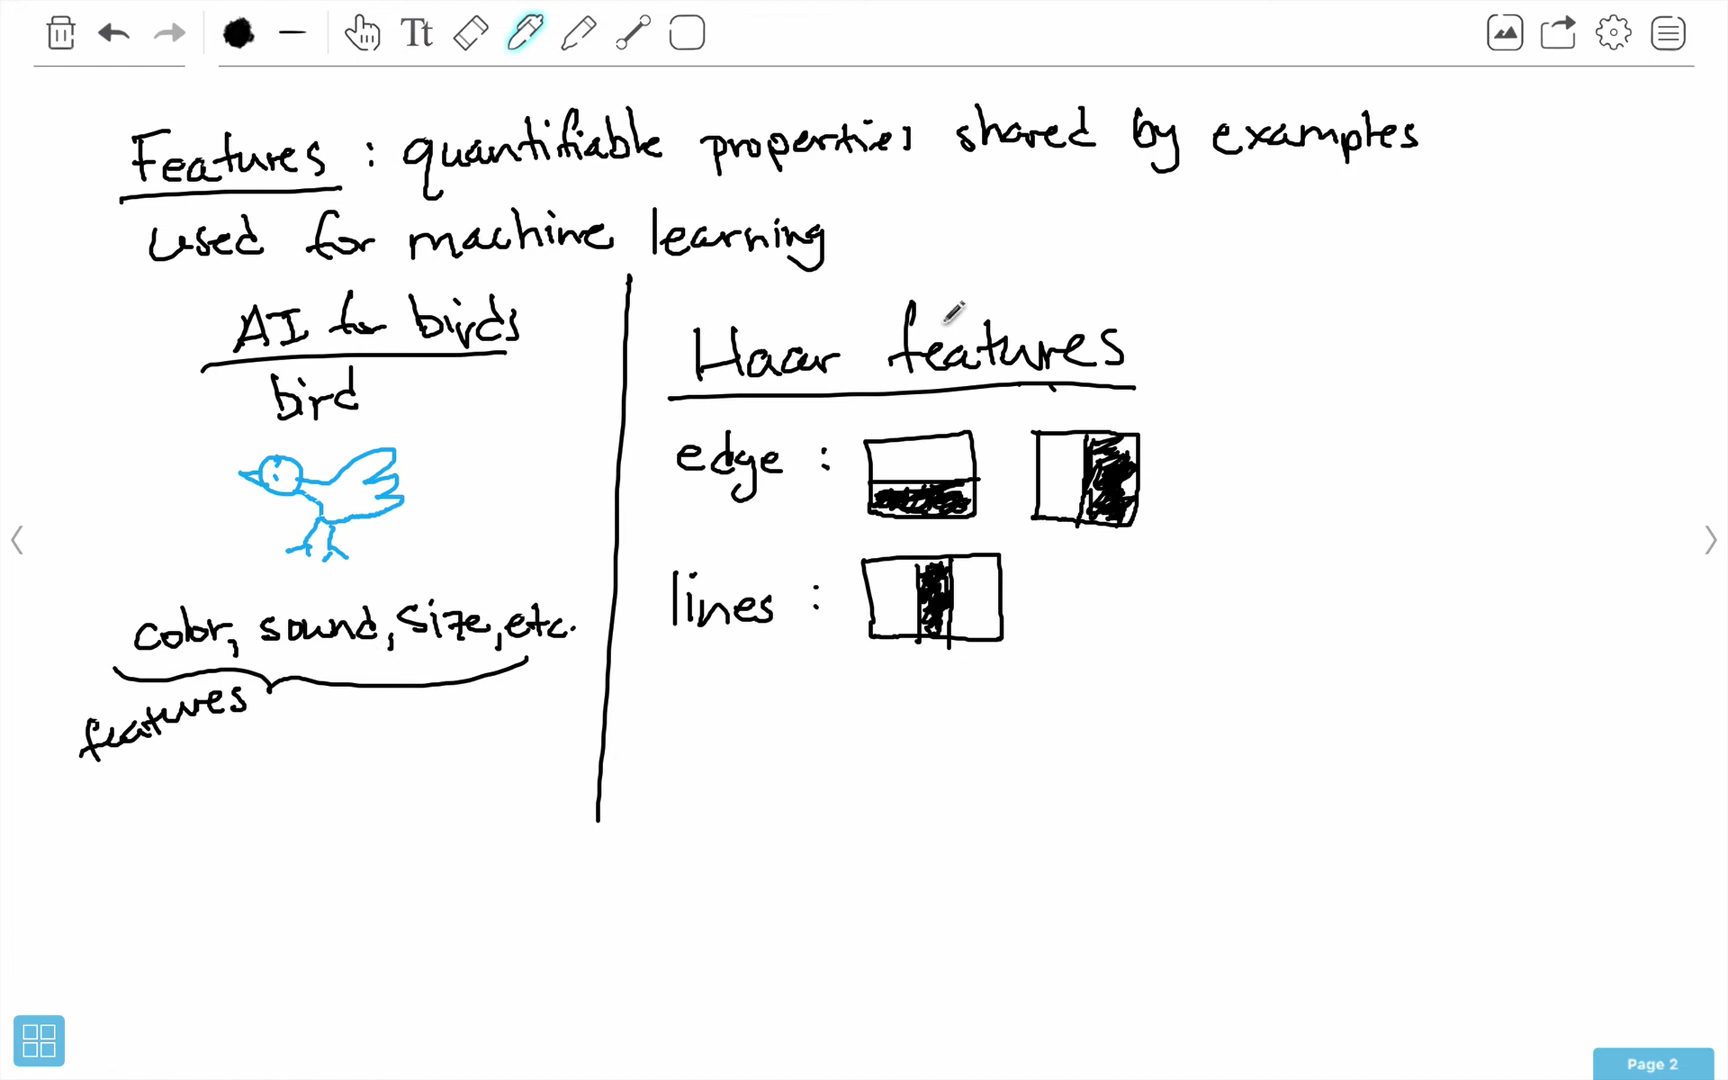 Tt
Features : quantifiable properties shared by examples
used for machine learning
AI for birds
bird
color, sound, size, etc.
features
Haar features
edge :
lines :
Page 2